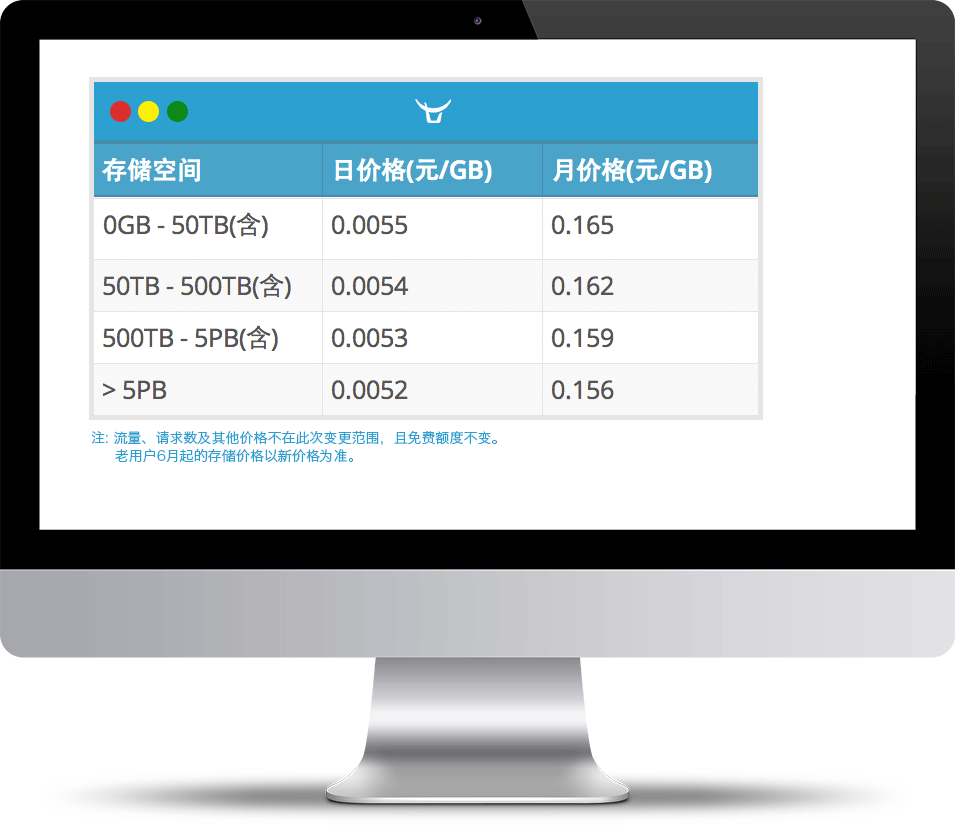 存储空间 日价格(元/GB) 月价格(元/GB)
0GB - 50TB(含) 0.0055 0.165
50TB - 500TB(含) 0.0054 0.162
500TB - 5PB(含) 0.0053 0.159
> 5PB 0.0052 0.156
注: 流量、请求数及其他价格不在此次变更范围，且免费额度不变。
老用户6月起的存储价格以新价格为准。